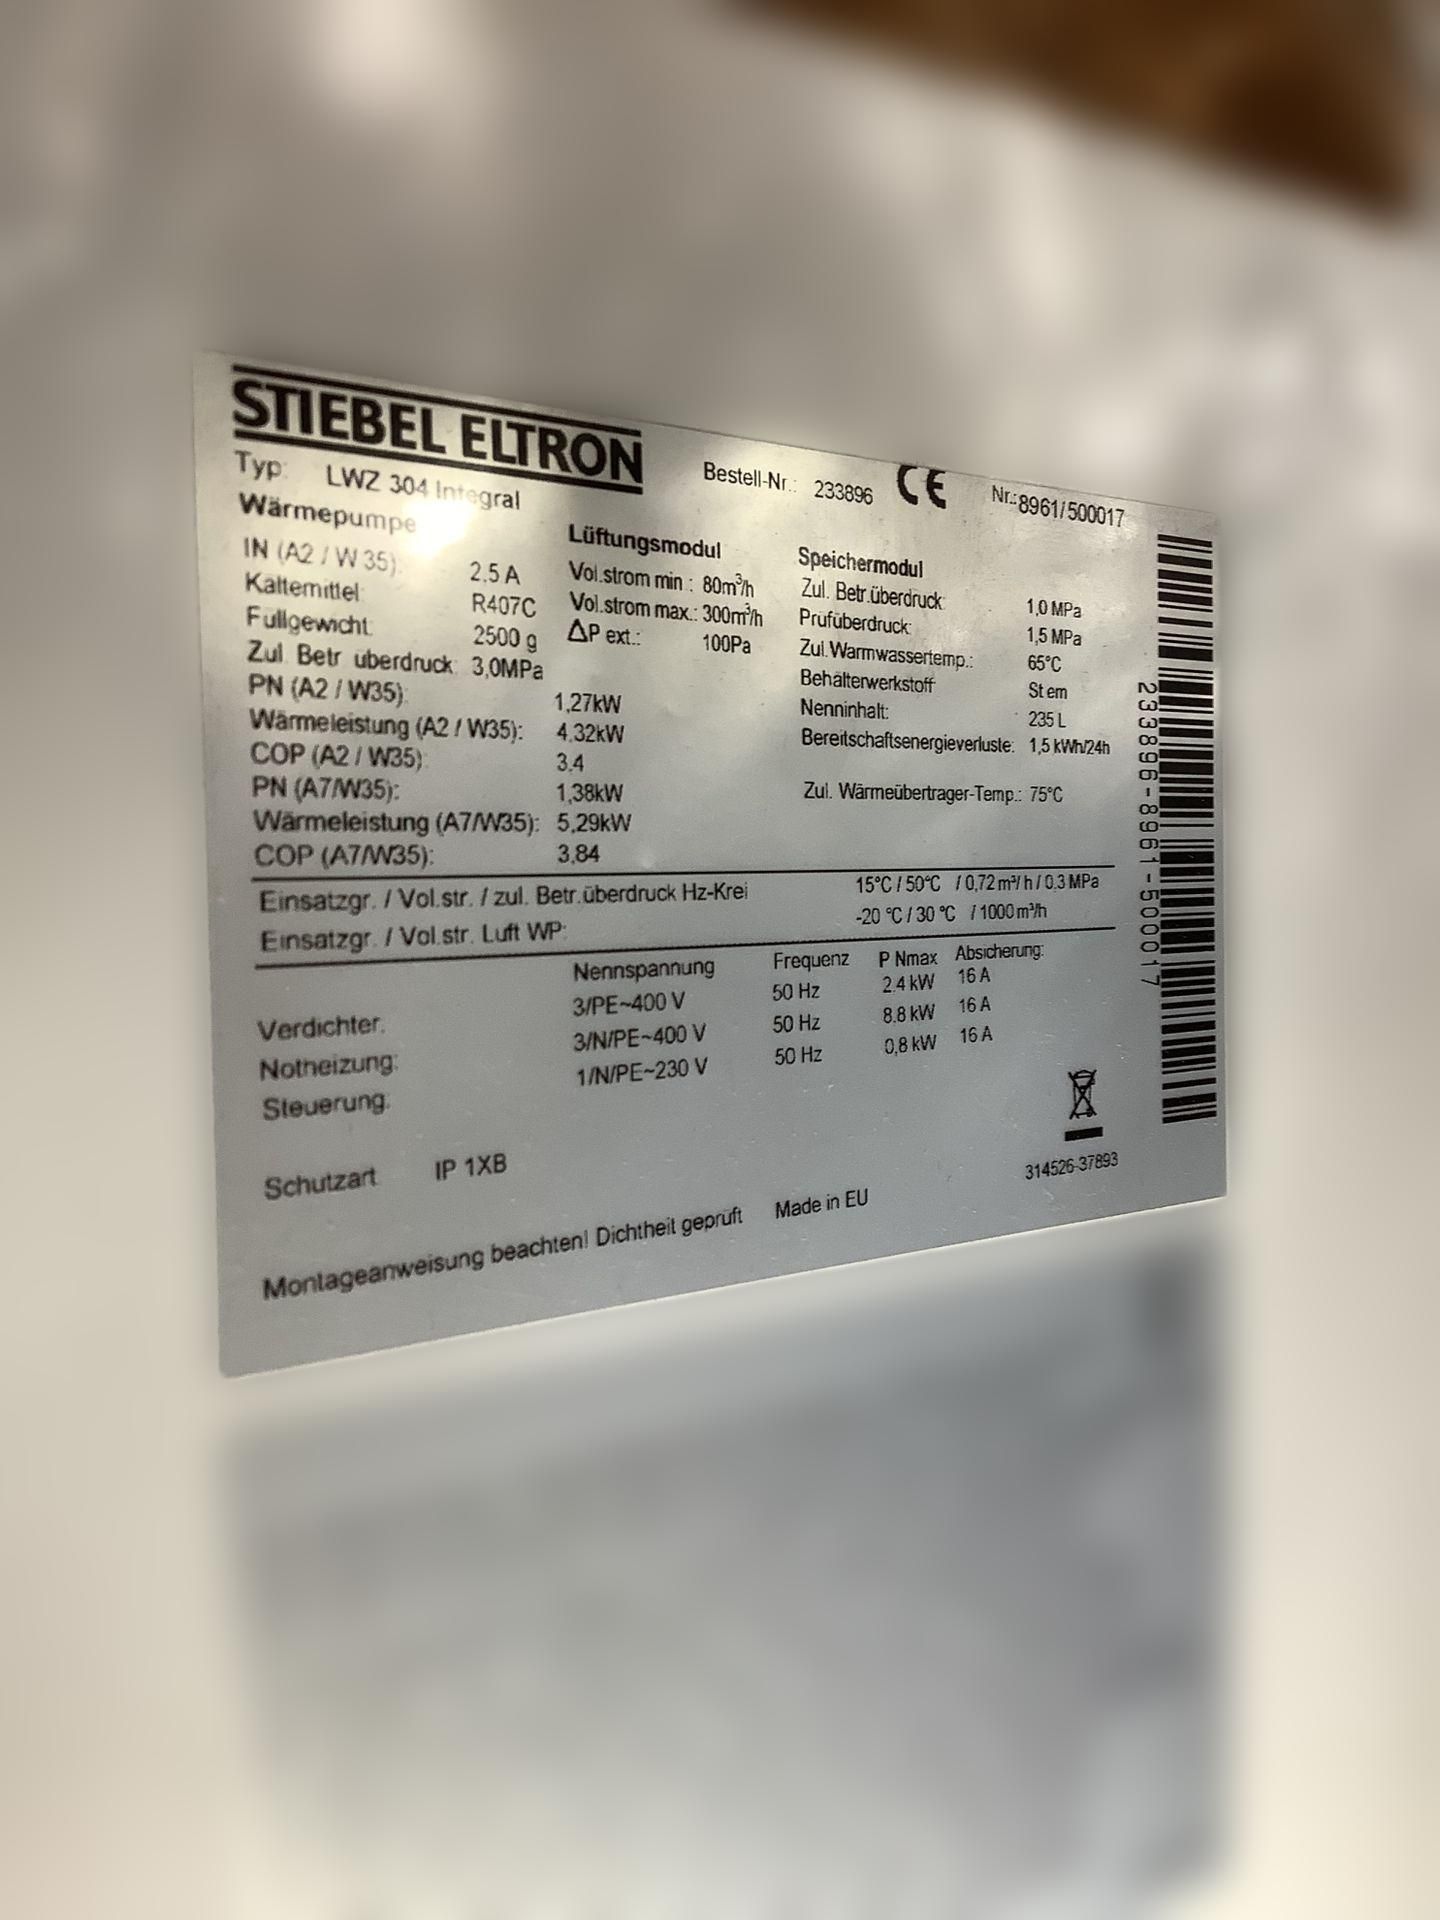 STIEBEL ELTRON
Typ: LWZ 304 Integral
Bestell-Nr.: 233896
CE
Nr.:8961/500017
Wärmepumpe
IN (A2 / W 35): 2,5 A
Kältemittel: R407C
Füllgewicht: 2500 g
Zul. Betr.überdruck: 3,0MPa
PN (A2 / W35): 1,27kW
Wärmeleistung (A2 / W35): 4,32kW
COP (A2 / W35): 3.4
PN (A7/W35): 1,38kW
Wärmeleistung (A7/W35): 5,29kW
COP (A7/W35): 3,84
Lüftungsmodul
Vol.strom min.: 80m³/h
Vol.strom max.: 300m³/h
ΔP ext.: 100Pa
Speichermodul
Zul. Betr.überdruck: 1,0 MPa
Prüfüberdruck: 1,5 MPa
Zul.Warmwassertemp.: 65°C
Behälterwerkstoff: St em
Nenninhalt: 235 L
Bereitschaftsenergieverluste: 1,5 kWh/24h
Zul. Wärmeübertrager-Temp.: 75°C
Einsatzgr. / Vol.str. / zul. Betr.überdruck Hz-Krei 15°C / 50°C / 0,72 m³/ h / 0,3 MPa
Einsatzgr. / Vol.str. Luft WP: -20 °C / 30 °C / 1000 m³/h
Nennspannung Frequenz P Nmax Absicherung:
Verdichter: 3/PE~400 V 50 Hz 2.4 kW 16 A
Notheizung: 3/N/PE~400 V 50 Hz 8.8 kW 16 A
Steuerung: 1/N/PE~230 V 50 Hz 0,8 kW 16 A
Schutzart IP 1XB
314526-37893
Montageanweisung beachten! Dichtheit geprüft Made in EU
233896-8961-500017